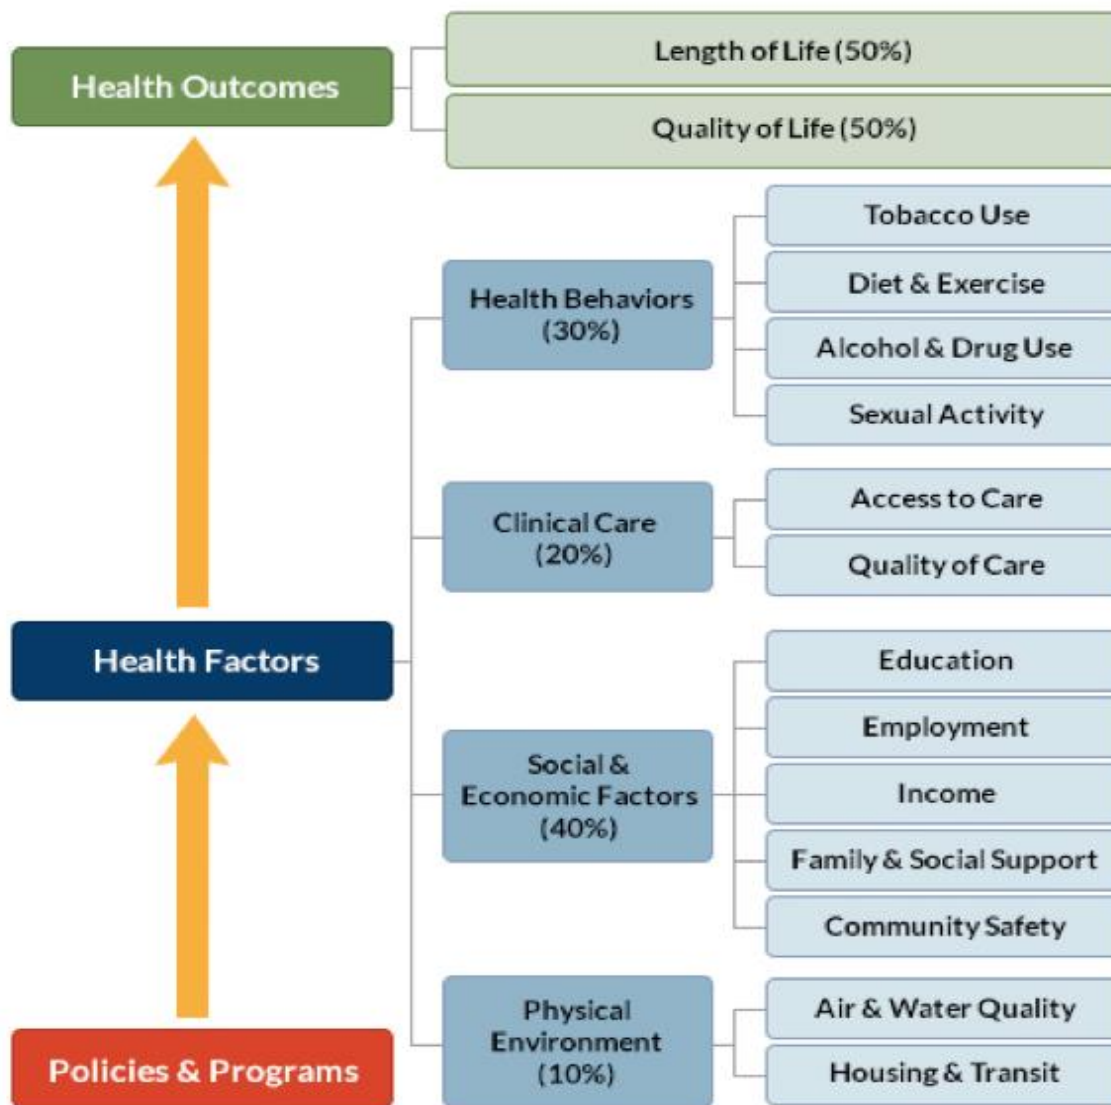 Health Outcomes
Length of Life (50%)
Quality of Life (50%)
Health Factors
Health Behaviors
(30%)
Tobacco Use
Diet & Exercise
Alcohol & Drug Use
Sexual Activity
Clinical Care
(20%)
Access to Care
Quality of Care
Social &
Economic Factors
(40%)
Education
Employment
Income
Family & Social Support
Community Safety
Physical
Environment
(10%)
Air & Water Quality
Housing & Transit
Policies & Programs